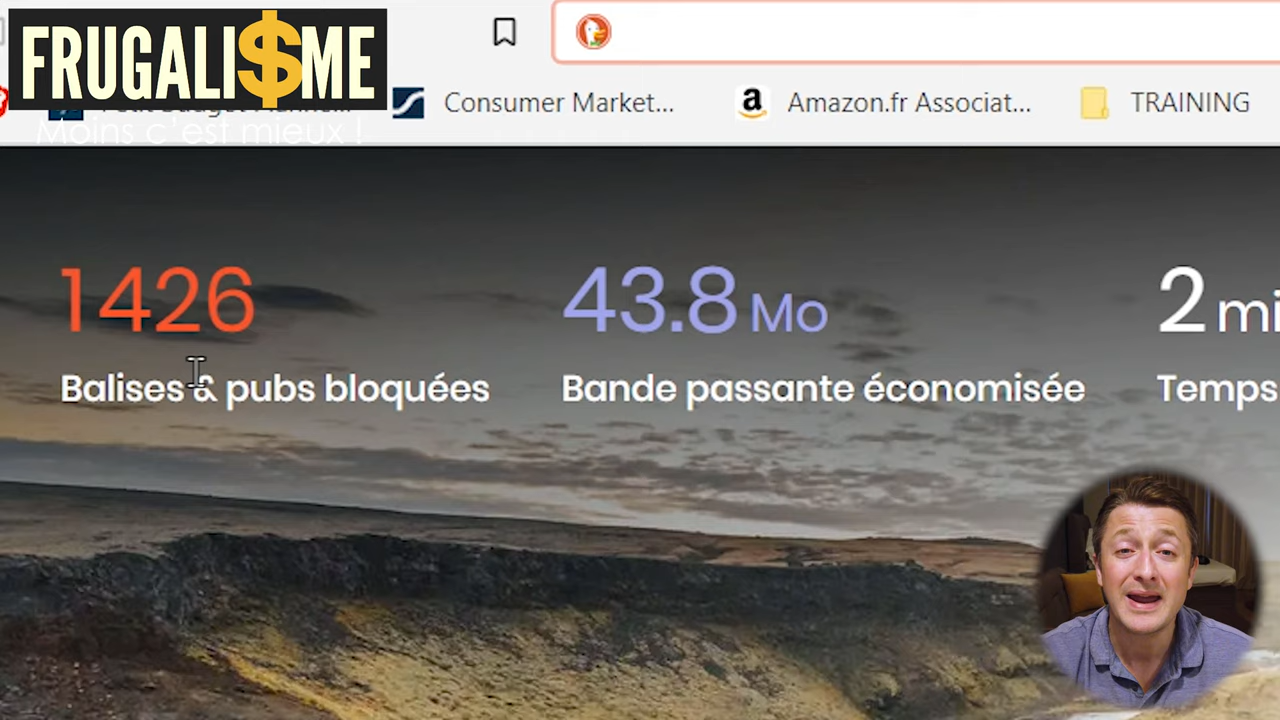 FRUGALI$ME
Moins c'est mieux !
Consumer Market...
Amazon.fr Associat...
TRAINING
1426
Balises & pubs bloquées
43.8 Mo
Bande passante économisée
2 mi
Temps